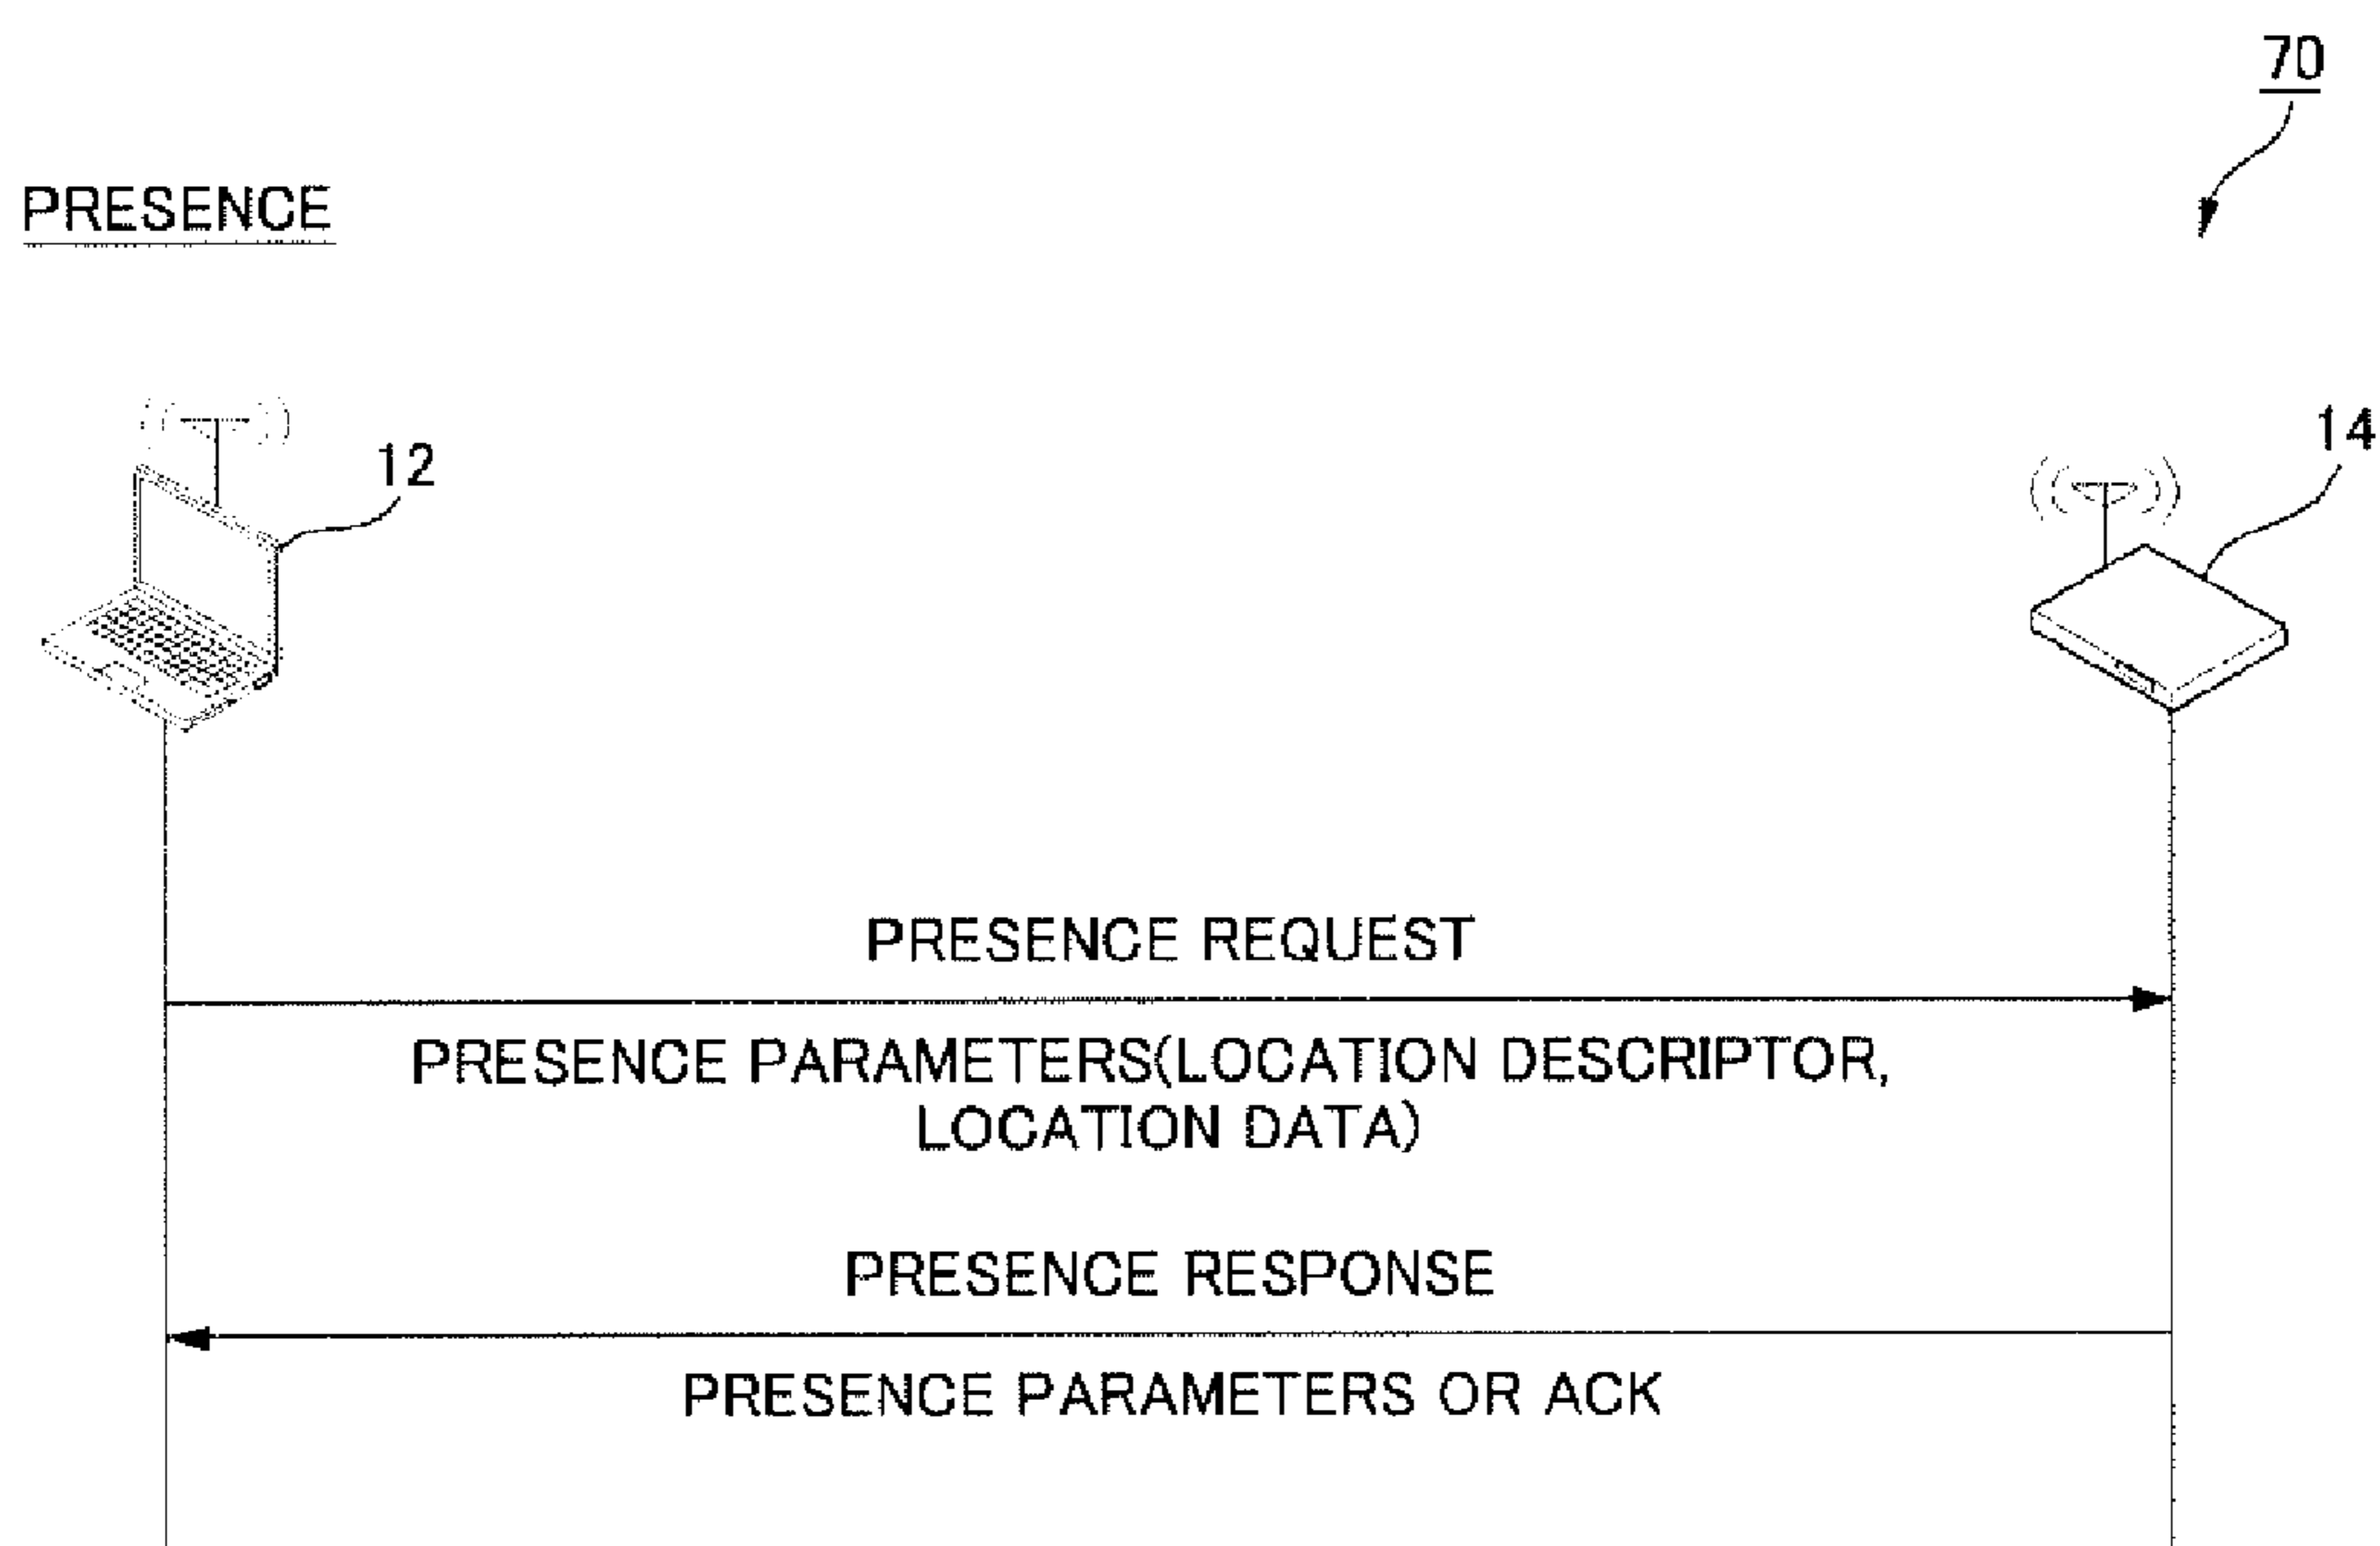 70
PRESENCE
12
14
PRESENCE REQUEST
PRESENCE PARAMETERS(LOCATION DESCRIPTOR,
LOCATION DATA)
PRESENCE RESPONSE
PRESENCE PARAMETERS OR ACK